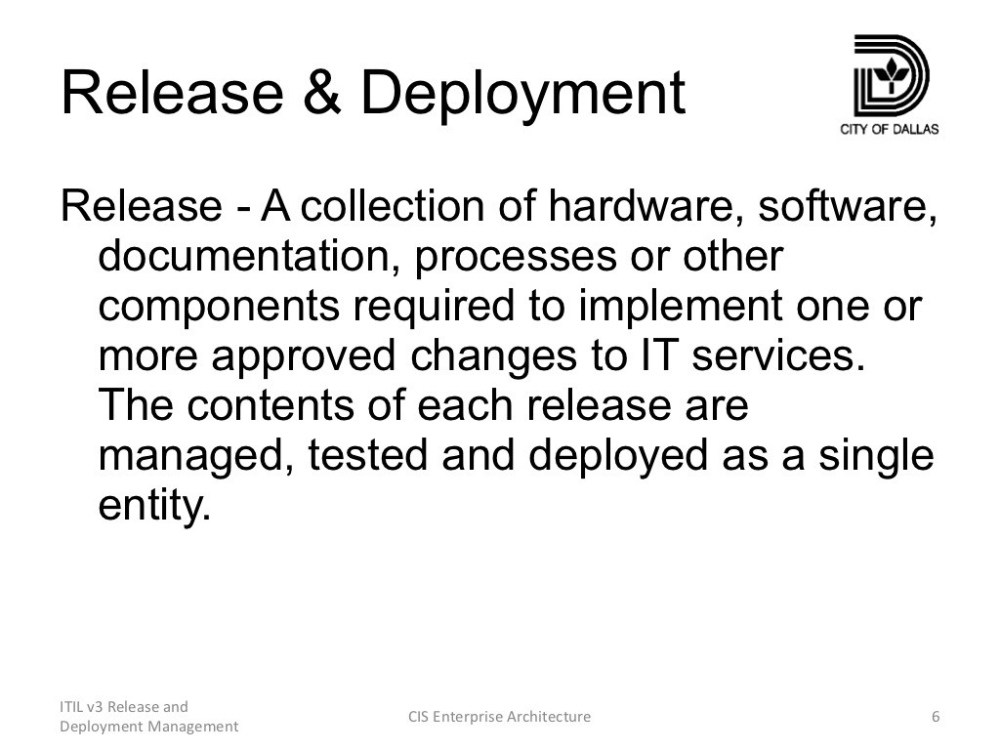 Release & Deployment
CITY OF DALLAS
Release - A collection of hardware, software,
documentation, processes or other
components required to implement one or
more approved changes to IT services.
The contents of each release are
managed, tested and deployed as a single
entity.
ITIL v3 Release and
Deployment Management
CIS Enterprise Architecture
6